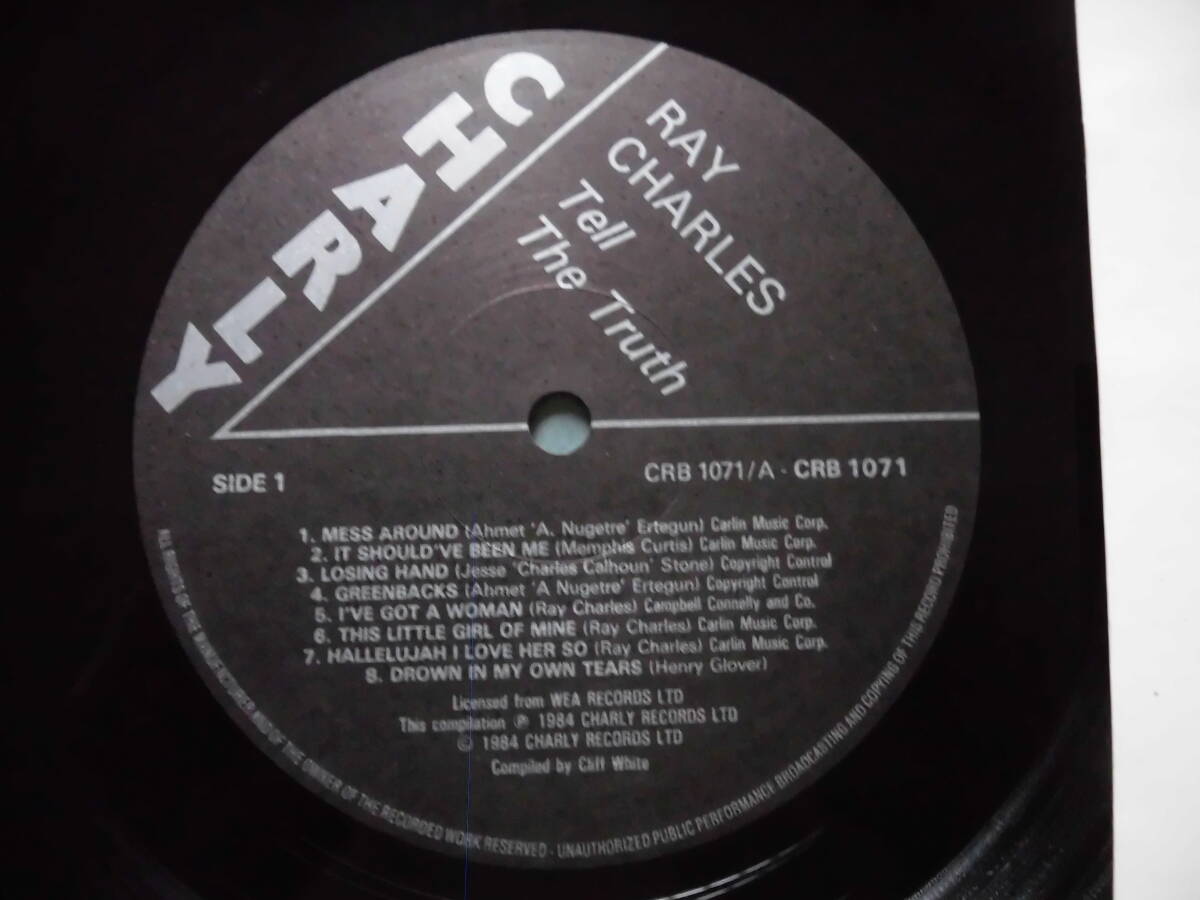 CHARLY
RAY
CHARLES
Tell
The Truth
SIDE 1
CRB 1071/A - CRB 1071
1. MESS AROUND (Ahmet 'A. Nugetre' Ertegun) Carlin Music Corp.
2. IT SHOULD'VE BEEN ME (Memphis Curtis) Carlin Music Corp.
3. LOSING HAND (Jesse 'Charles Calhoun' Stone) Copyright Control
4. GREENBACKS (Ahmet 'A Nugetre' Ertegun) Copyright Control
5. I'VE GOT A WOMAN (Ray Charles) Campbell Connelly and Co.
6. THIS LITTLE GIRL OF MINE (Ray Charles) Carlin Music Corp.
7. HALLELUJAH I LOVE HER SO (Ray Charles) Carlin Music Corp.
8. DROWN IN MY OWN TEARS (Henry Glover)
Licensed from WEA RECORDS LTD
This compilation ℗ 1984 CHARLY RECORDS LTD
© 1984 CHARLY RECORDS LTD
Compiled by Cliff White
ALL RIGHTS OF THE MANUFACTURER AND OF THE OWNER OF THE RECORDED WORK RESERVED - UNAUTHORIZED PUBLIC PERFORMANCE BROADCASTING AND COPYING OF THIS RECORD PROHIBITED